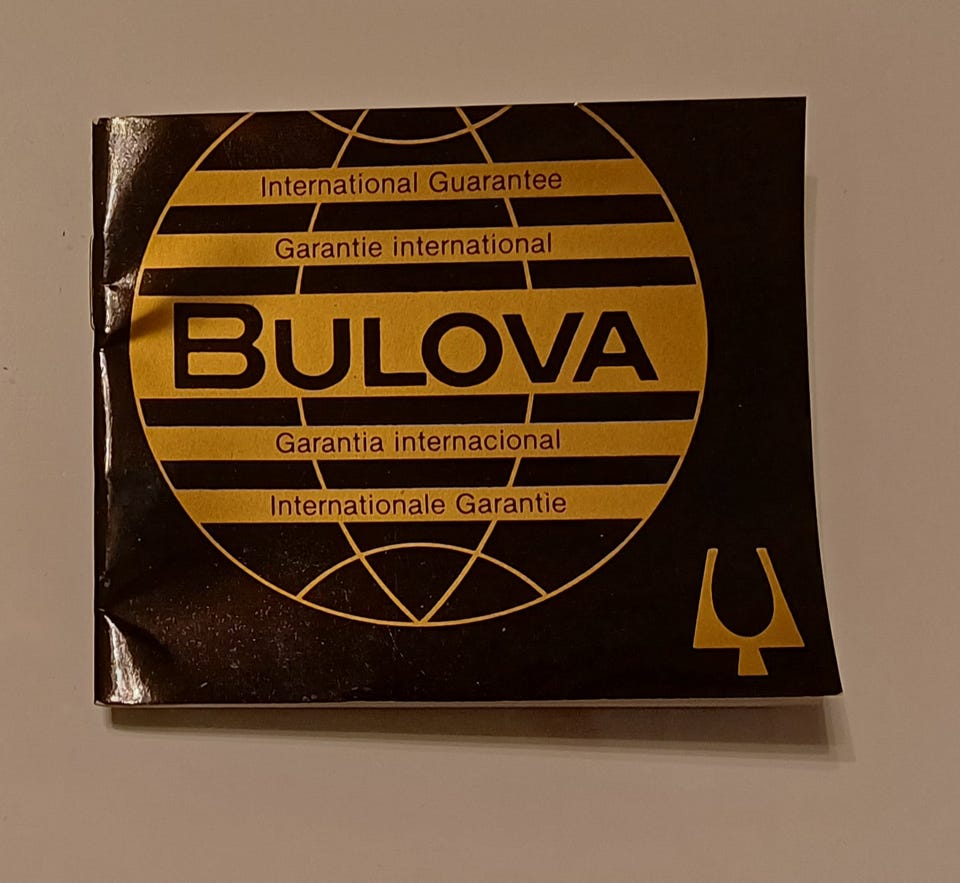 International Guarantee
Garantie international
BULOVA
Garantia internacional
Internationale Garantie